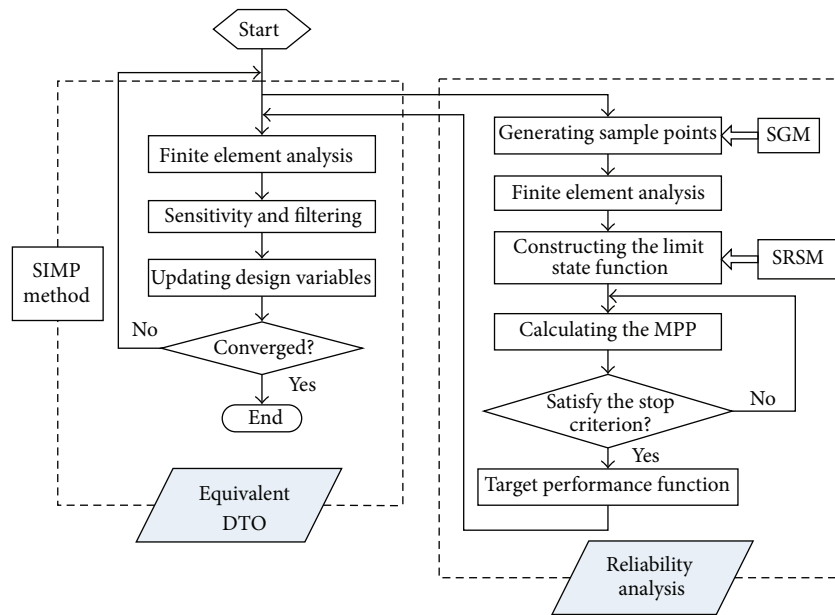 Start
Finite element analysis
Sensitivity and filtering
Updating design variables
SIMP
method
No
Converged?
Yes
End
Equivalent
DTO
Generating sample points
SGM
Finite element analysis
Constructing the limit
state function
SRSM
Calculating the MPP
Satisfy the stop
criterion?
No
Yes
Target performance function
Reliability
analysis